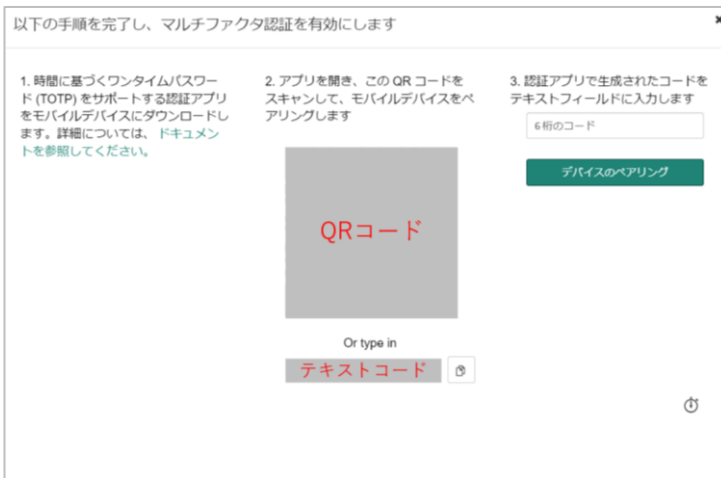 以下の手順を完了し、マルチファクタ認証を有効にします
1. 時間に基づくワンタイムパスワー
ド (TOTP) をサポートする認証アプリ
をモバイルデバイスにダウンロードし
ます。詳細については、 ドキュメン
トを参照してください。
2. アプリを開き、この QR コードを
スキャンして、モバイルデバイスをペ
アリングします
QRコード
Or type in
テキストコード
3. 認証アプリで生成されたコードを
テキストフィールドに入力します
6桁のコード
デバイスのペアリング